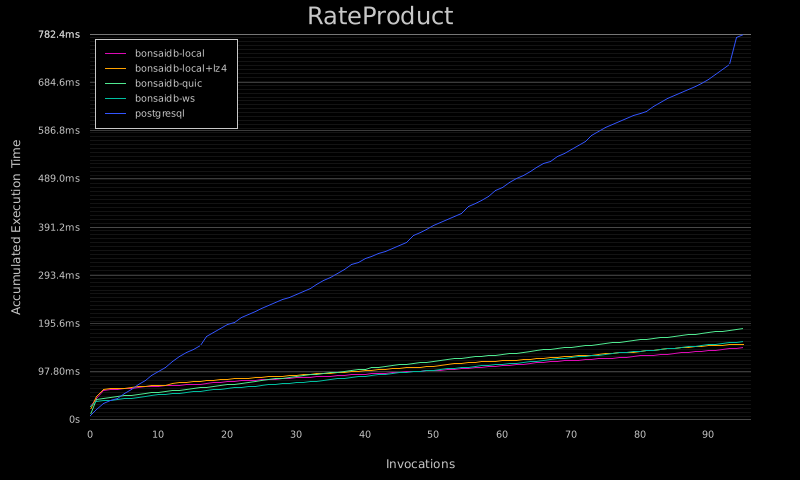 RateProduct
782.4ms
684.6ms
586.8ms
489.0ms
391.2ms
293.4ms
195.6ms
97.80ms
0s
Accumulated Execution Time
bonsaidb-local
bonsaidb-local+lz4
bonsaidb-quic
bonsaidb-ws
postgresql
0 10 20 30 40 50 60 70 80 90
Invocations